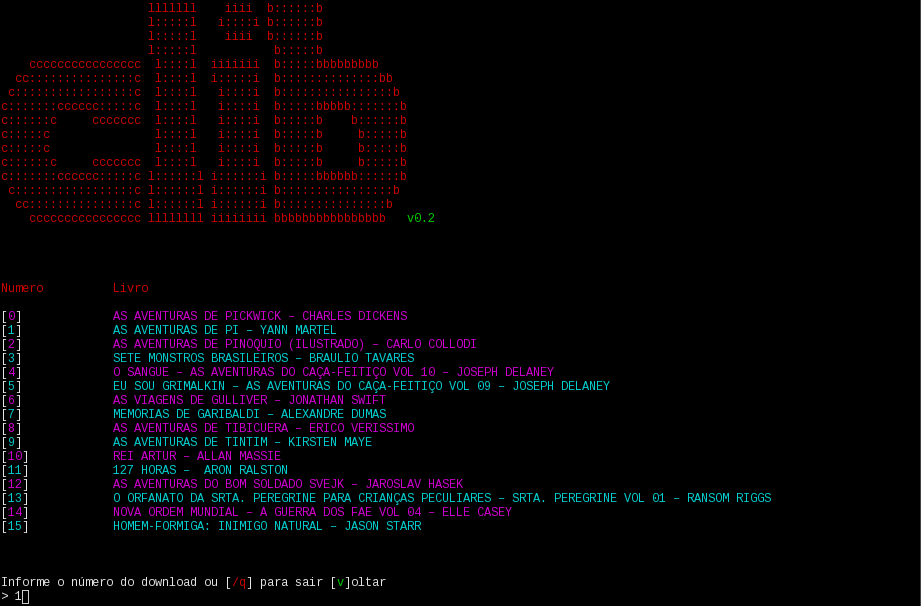 lllllll    iiii  b::::::b
l:::::l   i::::i b::::::b
l:::::l    iiii  b::::::b
l:::::l           b:::::b
cccccccccccccccc  l::::l  iiiiiii  b:::::bbbbbbbbb
cc:::::::::::::::c  l::::l  i:::::i  b::::::::::::::bb
c:::::::::::::::::c  l::::l   i::::i  b::::::::::::::::b
c:::::::cccccc:::::c  l::::l   i::::i  b:::::bbbbb:::::::b
c::::::c     ccccccc  l::::l   i::::i  b:::::b    b::::::b
c:::::c               l::::l   i::::i  b:::::b     b:::::b
c:::::c               l::::l   i::::i  b:::::b     b:::::b
c::::::c     ccccccc  l::::l   i::::i  b:::::b     b:::::b
c:::::::cccccc:::::c l::::::l i::::::i b:::::bbbbbb::::::b
c:::::::::::::::::c l::::::l i::::::i b::::::::::::::::b
cc:::::::::::::::c l::::::l i::::::i b:::::::::::::::b
cccccccccccccccc llllllll iiiiiiii bbbbbbbbbbbbbbbb   v0.2
Numero Livro
[0] AS AVENTURAS DE PICKWICK – CHARLES DICKENS
[1] AS AVENTURAS DE PI – YANN MARTEL
[2] AS AVENTURAS DE PINÓQUIO (ILUSTRADO) – CARLO COLLODI
[3] SETE MONSTROS BRASILEIROS – BRAULIO TAVARES
[4] O SANGUE – AS AVENTURAS DO CAÇA-FEITIÇO VOL 10 – JOSEPH DELANEY
[5] EU SOU GRIMALKIN – AS AVENTURAS DO CAÇA-FEITIÇO VOL 09 – JOSEPH DELANEY
[6] AS VIAGENS DE GULLIVER – JONATHAN SWIFT
[7] MEMÓRIAS DE GARIBALDI – ALEXANDRE DUMAS
[8] AS AVENTURAS DE TIBICUERA – ERICO VERISSIMO
[9] AS AVENTURAS DE TINTIM – KIRSTEN MAYE
[10] REI ARTUR – ALLAN MASSIE
[11] 127 HORAS –  ARON RALSTON
[12] AS AVENTURAS DO BOM SOLDADO SVEJK – JAROSLAV HASEK
[13] O ORFANATO DA SRTA. PEREGRINE PARA CRIANÇAS PECULIARES – SRTA. PEREGRINE VOL 01 – RANSOM RIGGS
[14] NOVA ORDEM MUNDIAL – A GUERRA DOS FAE VOL 04 – ELLE CASEY
[15] HOMEM-FORMIGA: INIMIGO NATURAL – JASON STARR
Informe o número do download ou [/q] para sair [v]oltar
> 1